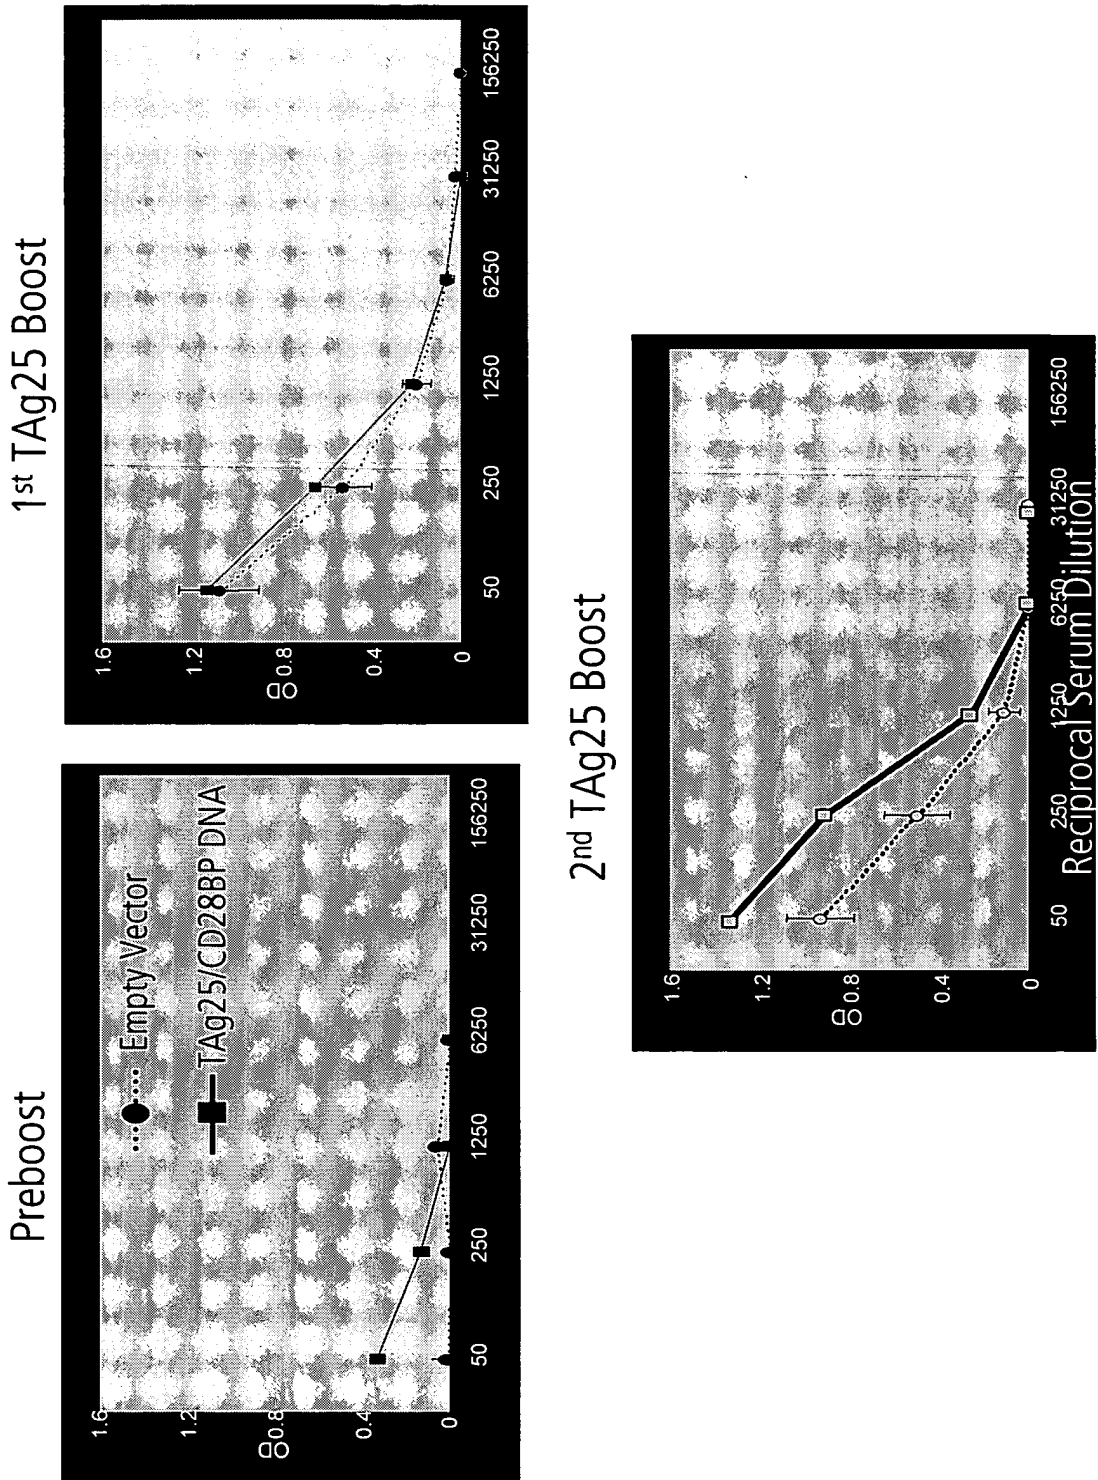 Preboost
1.6
1.2
0.8
0.4
0
OD
Empty Vector
TAg25/CD28BP DNA
50 250 1250 6250 31250 156250
1st TAg25 Boost
1.6
1.2
0.8
0.4
0
OD
50 250 1250 6250 31250 156250
2nd TAg25 Boost
1.6
1.2
0.8
0.4
0
OD
50 250 1250 6250 31250 156250
Reciprocal Serum Dilution